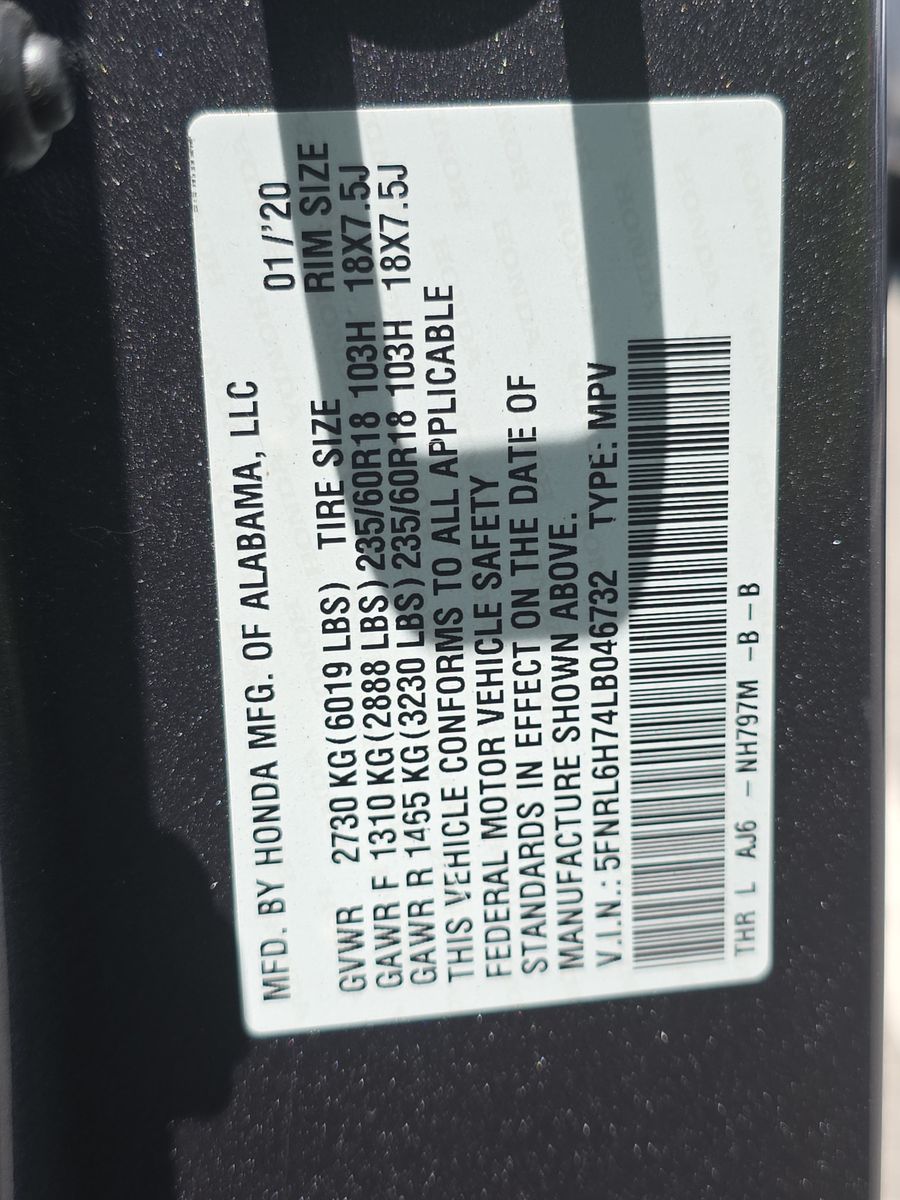 MFD. BY HONDA MFG. OF ALABAMA, LLC 01/'20
GVWR 2730 KG(6019 LBS) TIRE SIZE RIM SIZE
GAWR F 1310 KG(2888 LBS) 235/60R18 103H 18X7.5J
GAWR R 1465 KG(3230 LBS) 235/60R18 103H 18X7.5J
THIS VEHICLE CONFORMS TO ALL APPLICABLE
FEDERAL MOTOR VEHICLE SAFETY
STANDARDS IN EFFECT ON THE DATE OF
MANUFACTURE SHOWN ABOVE.
V.I.N.: 5FNRL6H74LB046732 TYPE: MPV
THR L AJ6 - NH797M -B-B